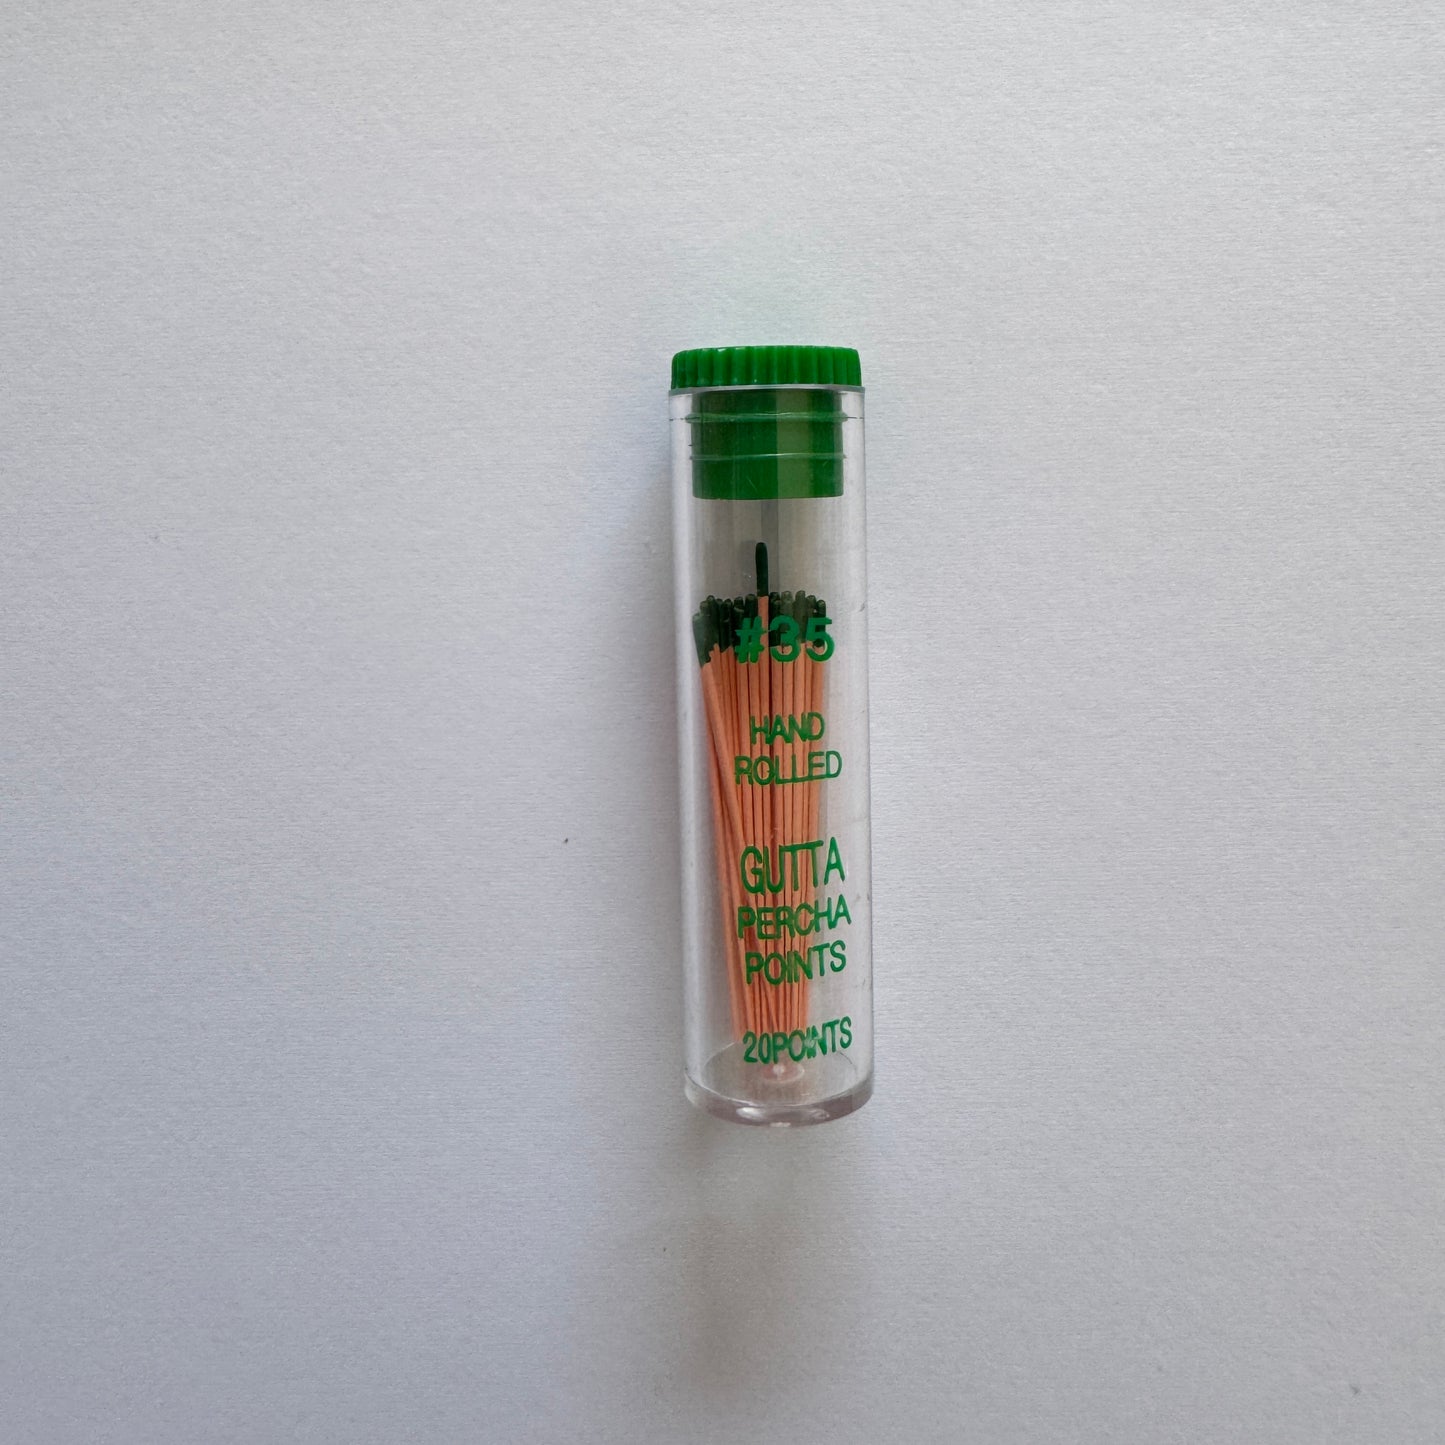 #35
HAND
ROLLED
GUTTA
PERCHA
POINTS
20POINTS